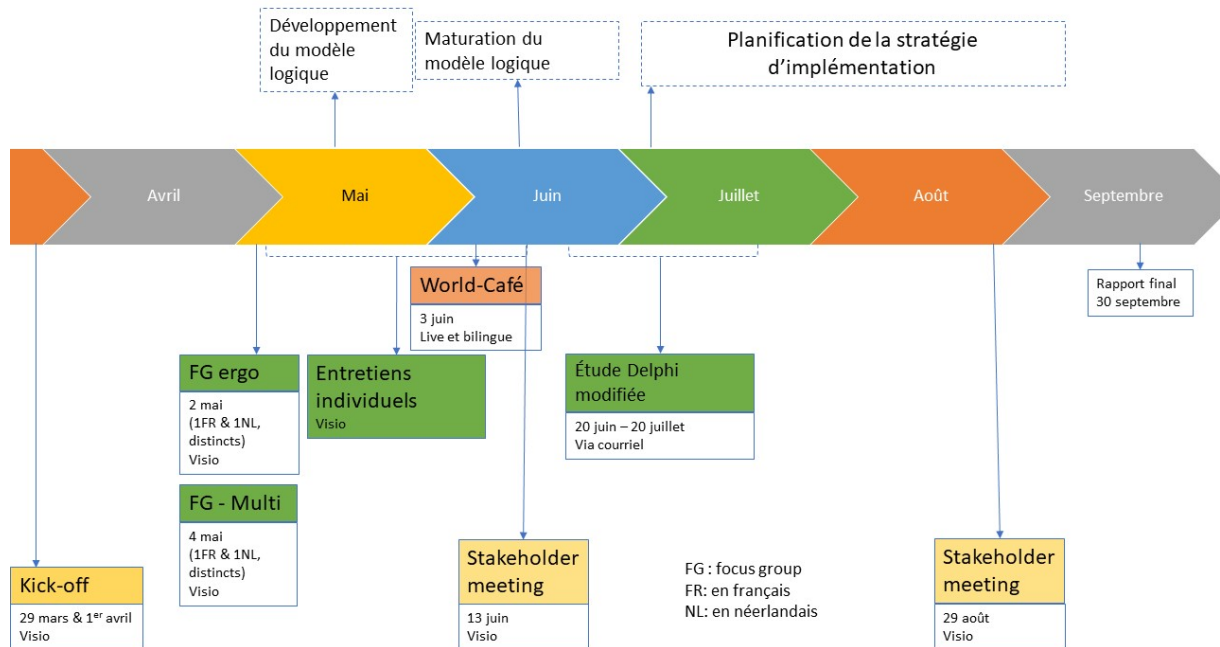 Développement
du modèle
logique
Maturation du
modèle logique
Planification de la stratégie
d'implémentation
Avril
Mai
Juin
Juillet
Août
Septembre
World-Café
3 juin
Live et bilingue
Rapport final
30 septembre
FG ergo
2 mai
(1FR & 1NL,
distincts)
Visio
Entretiens
individuels
Visio
Étude Delphi
modifiée
20 juin – 20 juillet
Via courriel
FG - Multi
4 mai
(1FR & 1NL,
distincts)
Visio
Kick-off
29 mars & 1er avril
Visio
Stakeholder
meeting
13 juin
Visio
FG : focus group
FR: en français
NL: en néerlandais
Stakeholder
meeting
29 août
Visio